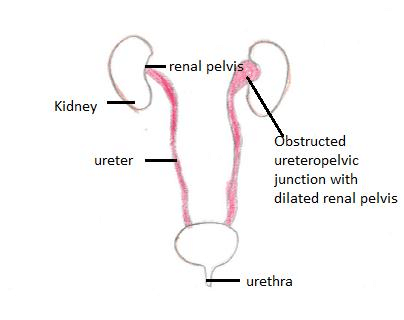 renal pelvis
Kidney
Obstructed
ureteropelvic
junction with
dilated renal pelvis
ureter
urethra